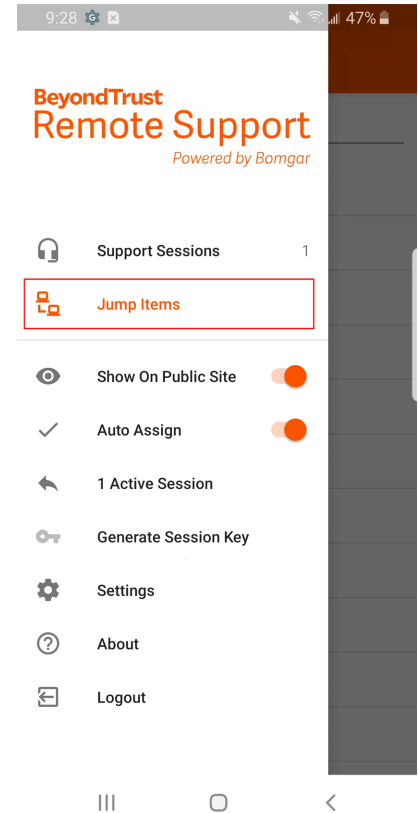 9:28
47%
BeyondTrust
Remote Support
Powered by Bomgar
Support Sessions 1
Jump Items
Show On Public Site
Auto Assign
1 Active Session
Generate Session Key
Settings
About
Logout